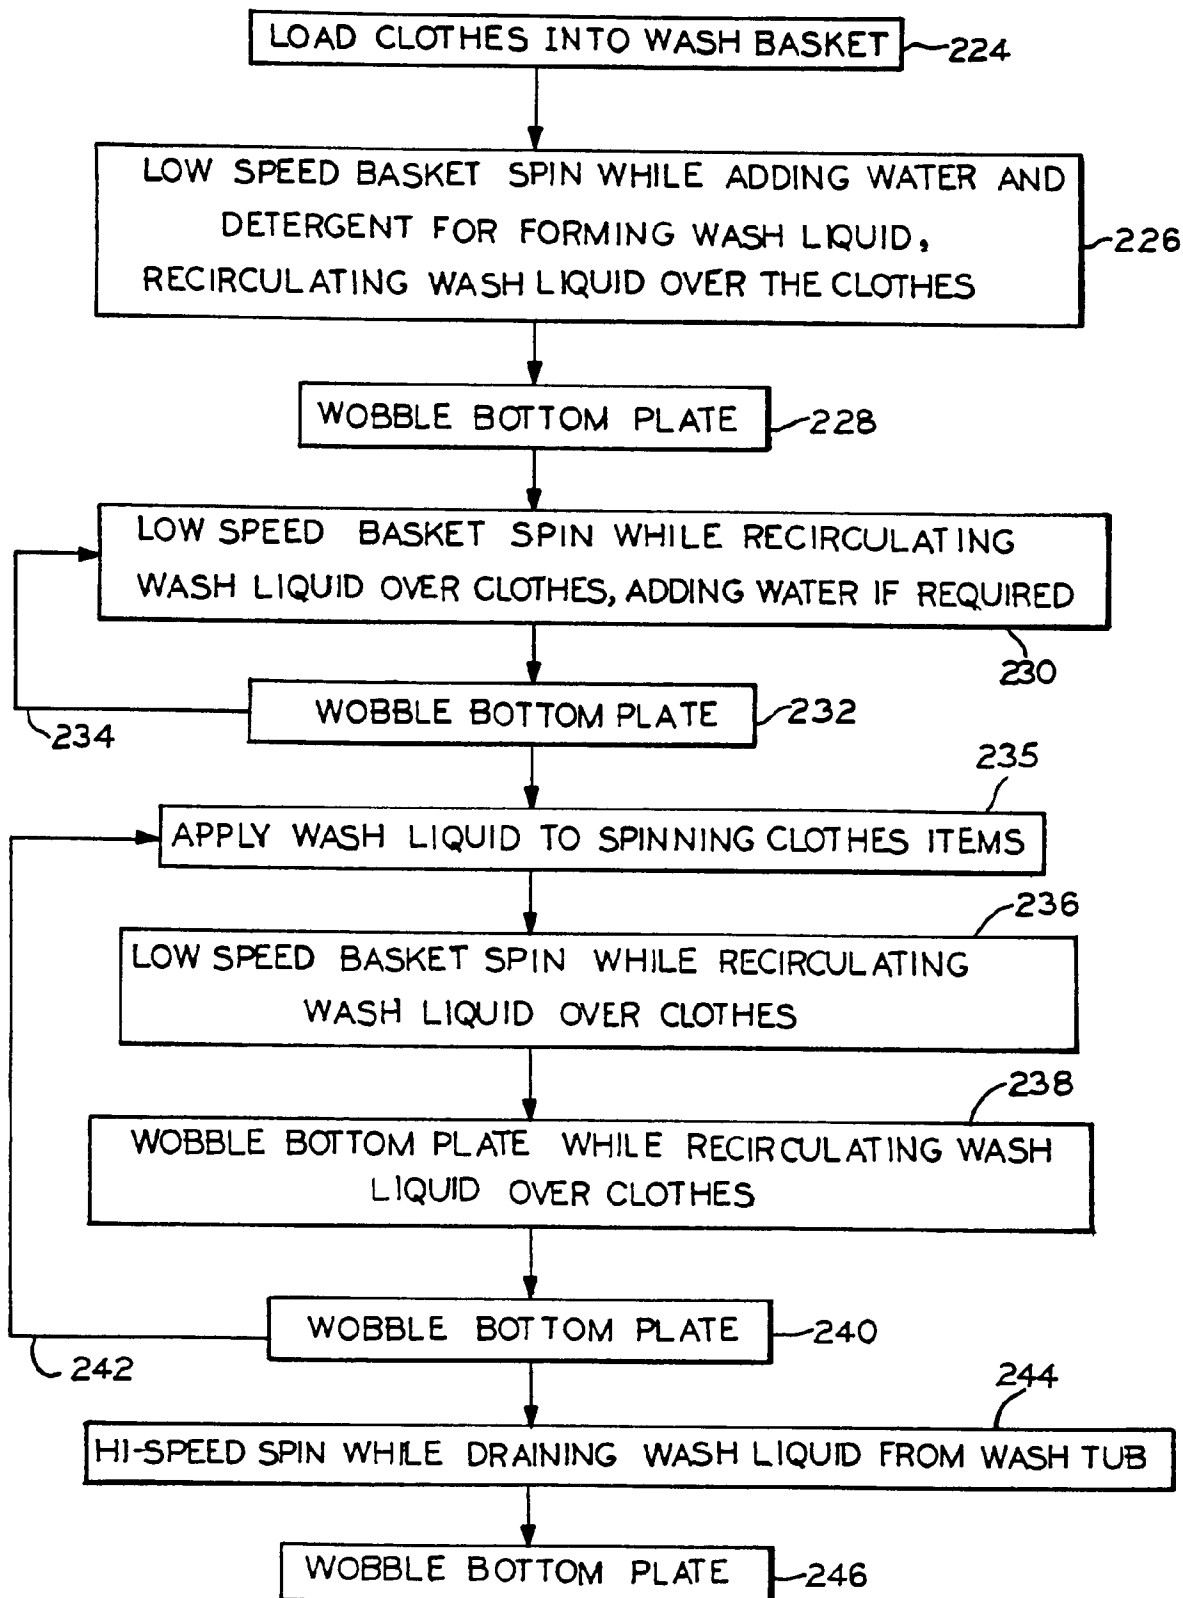 LOAD CLOTHES INTO WASH BASKET
224
LOW SPEED BASKET SPIN WHILE ADDING WATER AND
DETERGENT FOR FORMING WASH LIQUID,
RECIRCULATING WASH LIQUID OVER THE CLOTHES
226
WOBBLE BOTTOM PLATE
228
LOW SPEED BASKET SPIN WHILE RECIRCULATING
WASH LIQUID OVER CLOTHES, ADDING WATER IF REQUIRED
230
WOBBLE BOTTOM PLATE
232
234
235
APPLY WASH LIQUID TO SPINNING CLOTHES ITEMS
236
LOW SPEED BASKET SPIN WHILE RECIRCULATING
WASH LIQUID OVER CLOTHES
238
WOBBLE BOTTOM PLATE WHILE RECIRCULATING WASH
LIQUID OVER CLOTHES
WOBBLE BOTTOM PLATE
240
242
244
HI-SPEED SPIN WHILE DRAINING WASH LIQUID FROM WASH TUB
WOBBLE BOTTOM PLATE
246